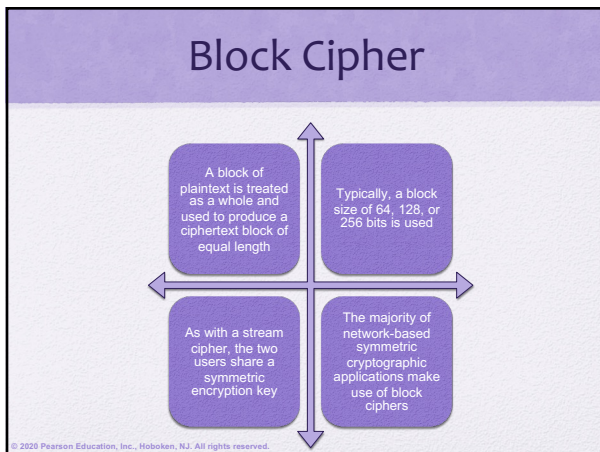 Block Cipher
A block of
plaintext is treated
as a whole and
used to produce a
ciphertext block of
equal length
Typically, a block
size of 64, 128, or
256 bits is used
As with a stream
cipher, the two
users share a
symmetric
encryption key
The majority of
network-based
symmetric
cryptographic
applications make
use of block
ciphers
© 2020 Pearson Education, Inc., Hoboken, NJ. All rights reserved.